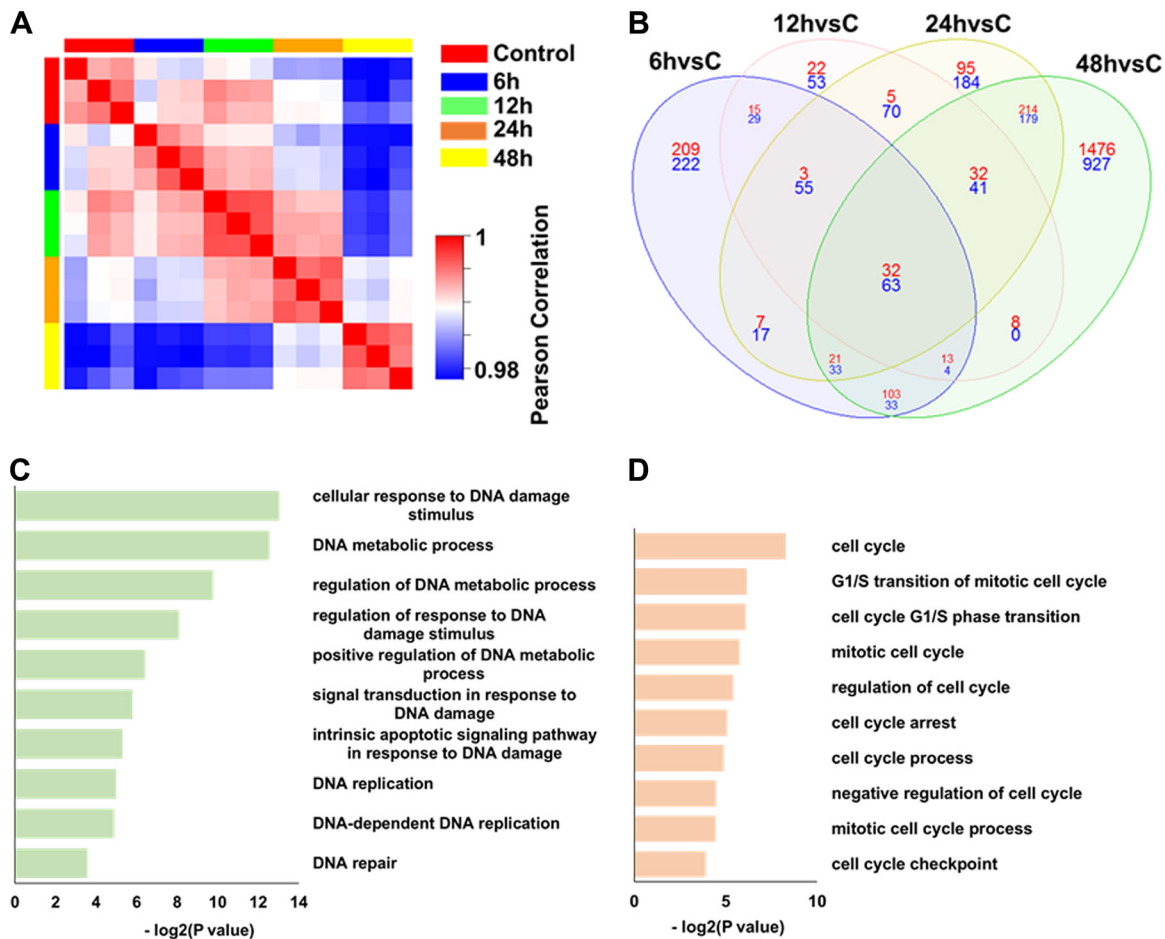 A
Control
6h
12h
24h
48h
1
0.98
Pearson Correlation
B
6hvsC
12hvsC
24hvsC
48hvsC
22
53
95
184
5
70
15
29
214
179
209
222
1476
927
3
55
32
41
32
63
7
17
8
0
21
33
13
4
103
33
C
cellular response to DNA damage
stimulus
DNA metabolic process
regulation of DNA metabolic process
regulation of response to DNA
damage stimulus
positive regulation of DNA metabolic
process
signal transduction in response to
DNA damage
intrinsic apoptotic signaling pathway
in response to DNA damage
DNA replication
DNA-dependent DNA replication
DNA repair
0 2 4 6 8 10 12 14
- log2(P value)
D
cell cycle
G1/S transition of mitotic cell cycle
cell cycle G1/S phase transition
mitotic cell cycle
regulation of cell cycle
cell cycle arrest
cell cycle process
negative regulation of cell cycle
mitotic cell cycle process
cell cycle checkpoint
0 5 10
- log2(P value)